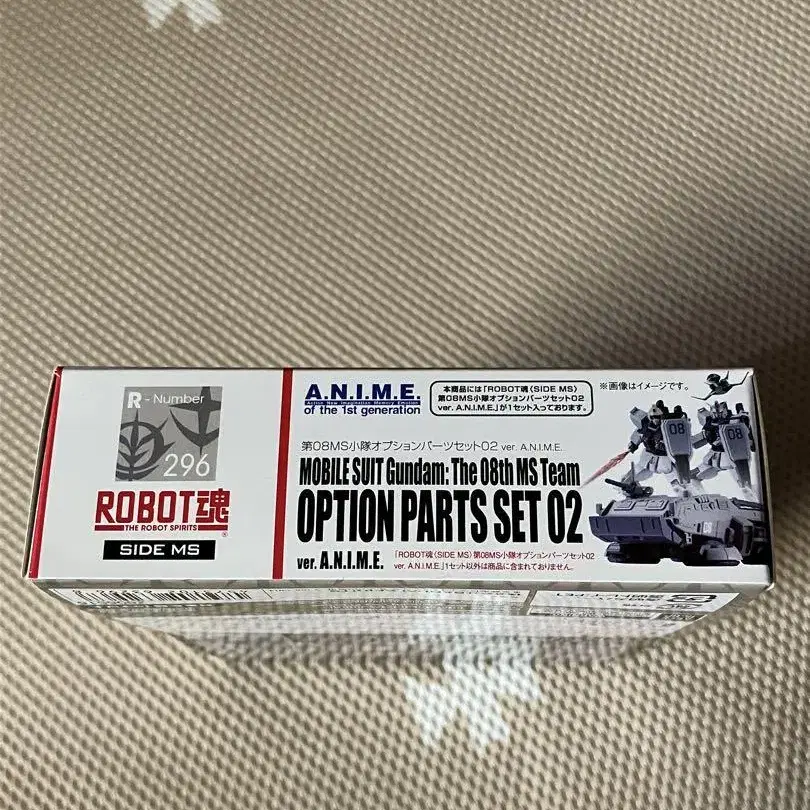 R - Number
296
ROBOT魂
THE ROBOT SPIRITS
®
SIDE MS
A.N.I.M.E.
Action New Imagination Memory Emotion
of the 1st generation
本商品には「ROBOT魂〈SIDE MS〉
第08MS小隊オプションパーツセット02
ver. A.N.I.M.E.」が1セット入っております。
※画像はイメージです。
第08MS小隊オプションパーツセット02 ver. A.N.I.M.E.
MOBILE SUIT Gundam: The 08th MS Team
OPTION PARTS SET 02
ver. A.N.I.M.E.
「ROBOT魂〈SIDE MS〉第08MS小隊オプションパーツセット02
ver. A.N.I.M.E.」1セット以外は商品に含まれておりません。
08
08
08